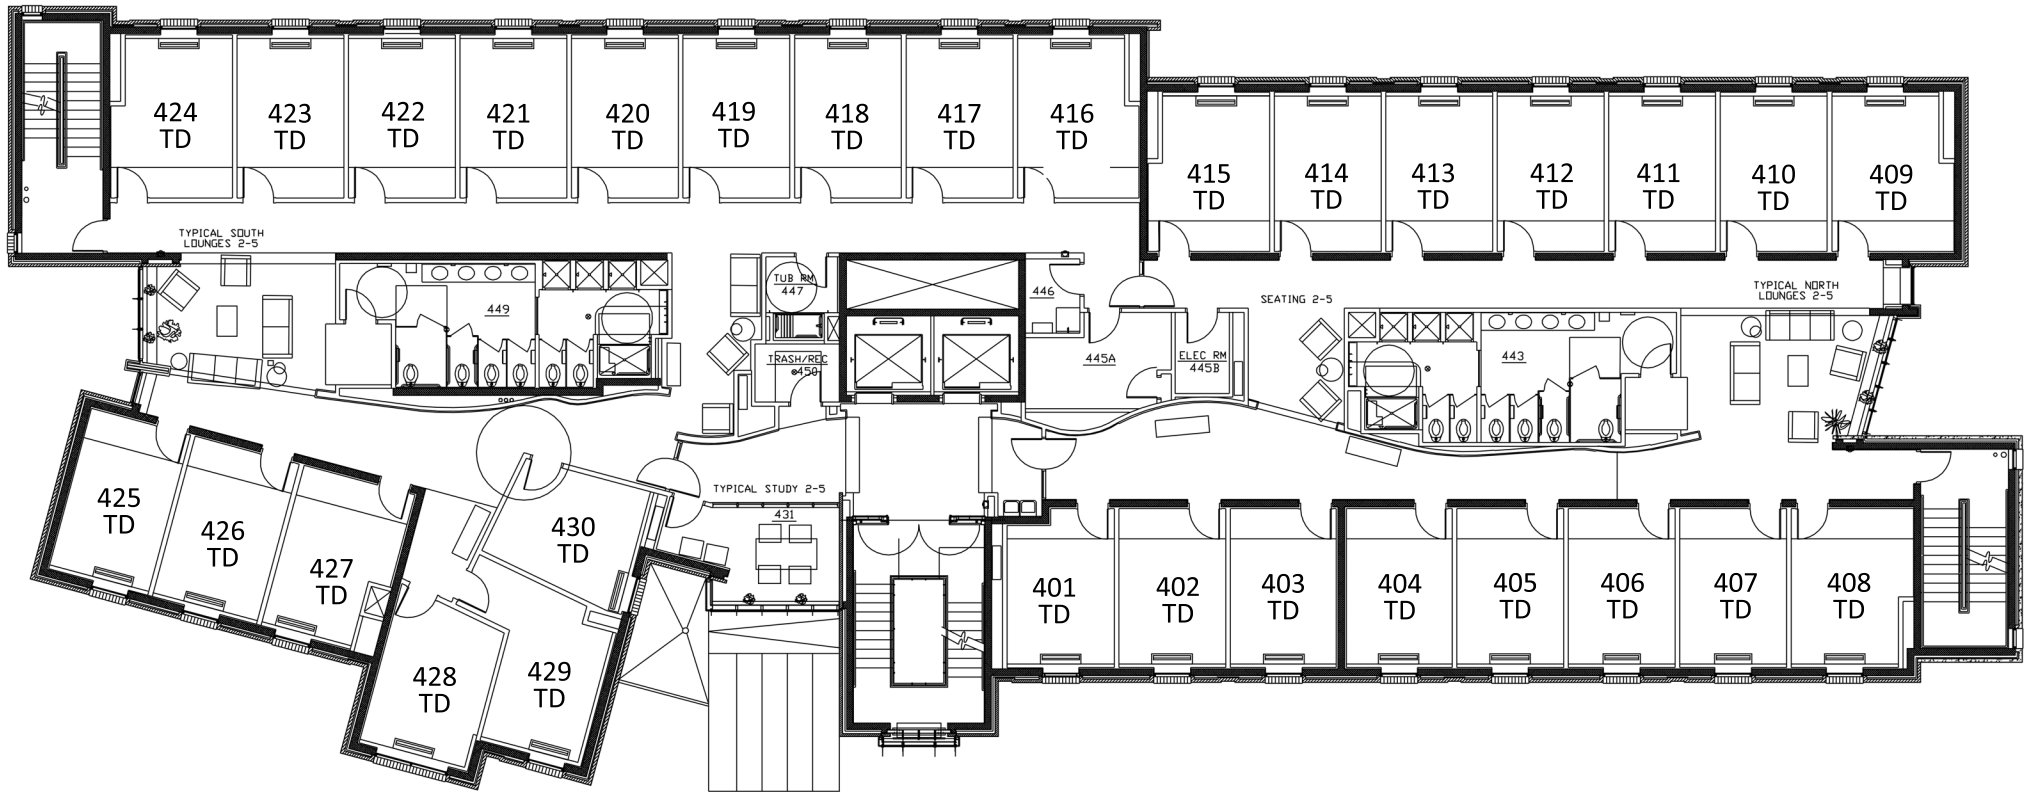 424
TD
423
TD
422
TD
421
TD
420
TD
419
TD
418
TD
417
TD
416
TD
415
TD
414
TD
413
TD
412
TD
411
TD
410
TD
409
TD
TYPICAL SOUTH
LOUNGES 2-5
TUB RM
447
446
449
SEATING 2-5
TYPICAL NORTH
LOUNGES 2-5
TRASH/REC
450
445A
ELEC RM
445B
443
425
TD
426
TD
427
TD
430
TD
TYPICAL STUDY 2-5
431
428
TD
429
TD
401
TD
402
TD
403
TD
404
TD
405
TD
406
TD
407
TD
408
TD